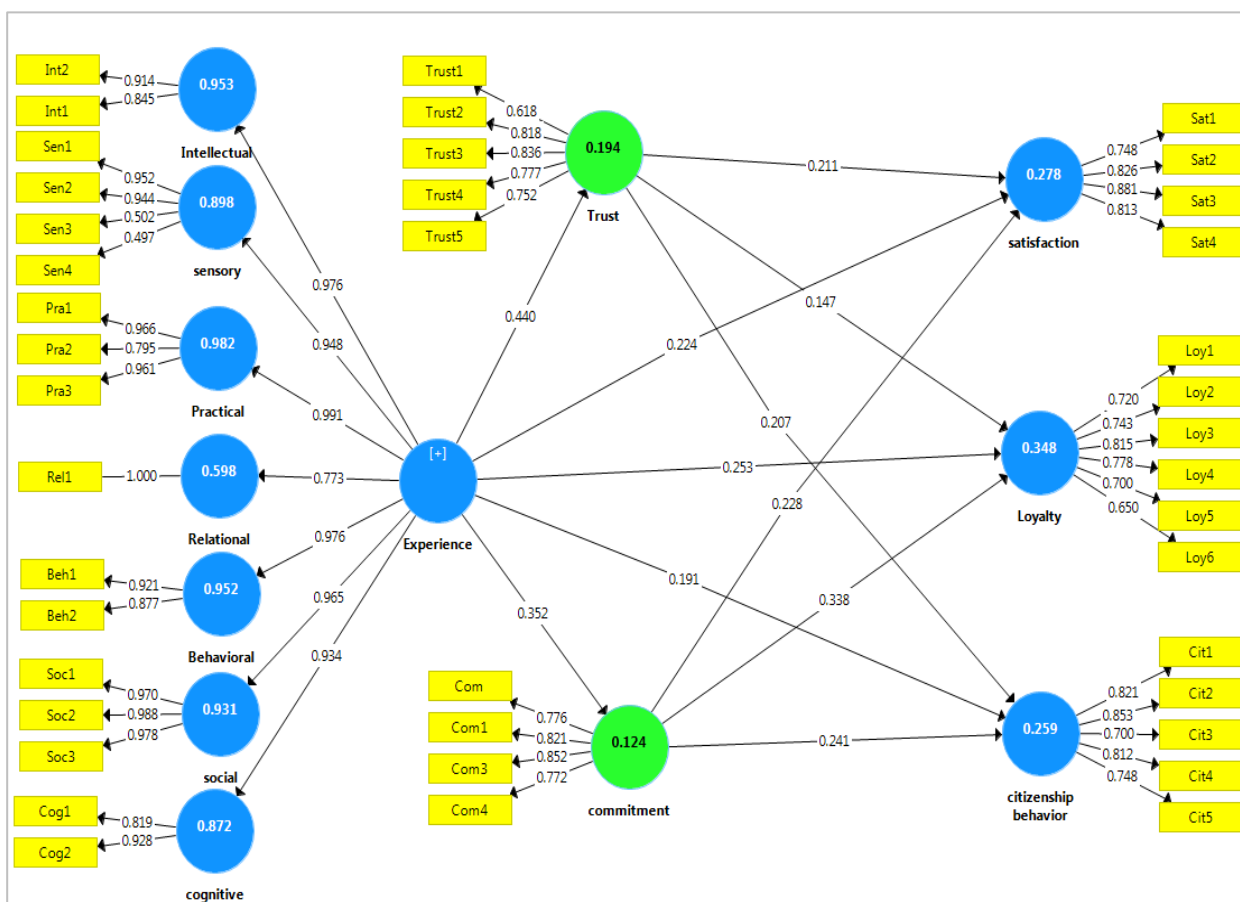 Int2
Int1
0.914
0.845
0.953
Intellectual
Sen1
Sen2
Sen3
Sen4
0.952
0.944
0.502
0.497
0.898
sensory
Pra1
Pra2
Pra3
0.966
0.795
0.961
0.982
Practical
Rel1
1.000
0.598
Relational
Beh1
Beh2
0.921
0.877
0.952
Behavioral
Soc1
Soc2
Soc3
0.970
0.988
0.978
0.931
social
Cog1
Cog2
0.819
0.928
0.872
cognitive
0.976
0.948
0.991
0.773
0.976
0.965
0.934
[+]
Experience
Trust1
Trust2
Trust3
Trust4
Trust5
0.618
0.818
0.836
0.777
0.752
0.194
Trust
0.440
0.352
Com
Com1
Com3
Com4
0.776
0.821
0.852
0.772
0.124
commitment
0.211
0.147
0.224
0.207
0.253
0.228
0.191
0.338
0.241
0.278
satisfaction
0.748
0.826
0.881
0.813
Sat1
Sat2
Sat3
Sat4
0.348
Loyalty
0.720
0.743
0.815
0.778
0.700
0.650
Loy1
Loy2
Loy3
Loy4
Loy5
Loy6
0.259
citizenship
behavior
0.821
0.853
0.700
0.812
0.748
Cit1
Cit2
Cit3
Cit4
Cit5